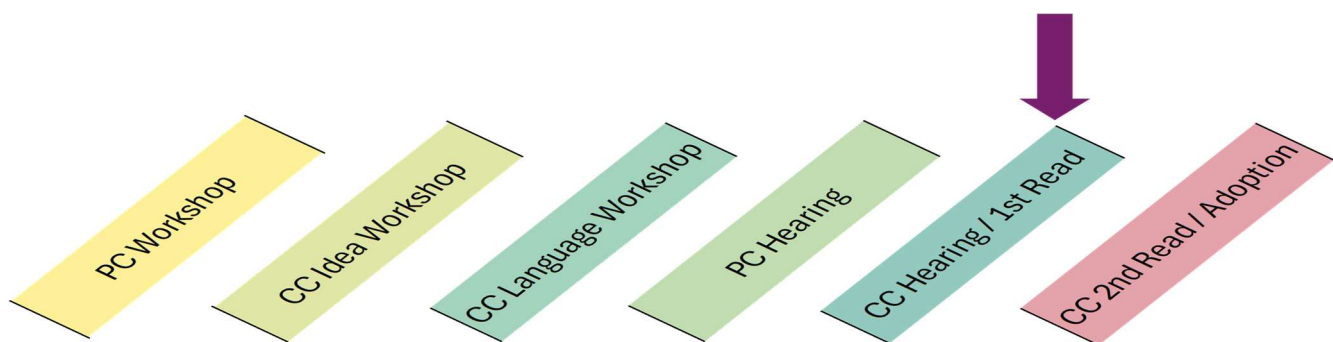 PC Workshop
CC Idea Workshop
CC Language Workshop
PC Hearing
CC Hearing / 1st Read
CC 2nd Read / Adoption